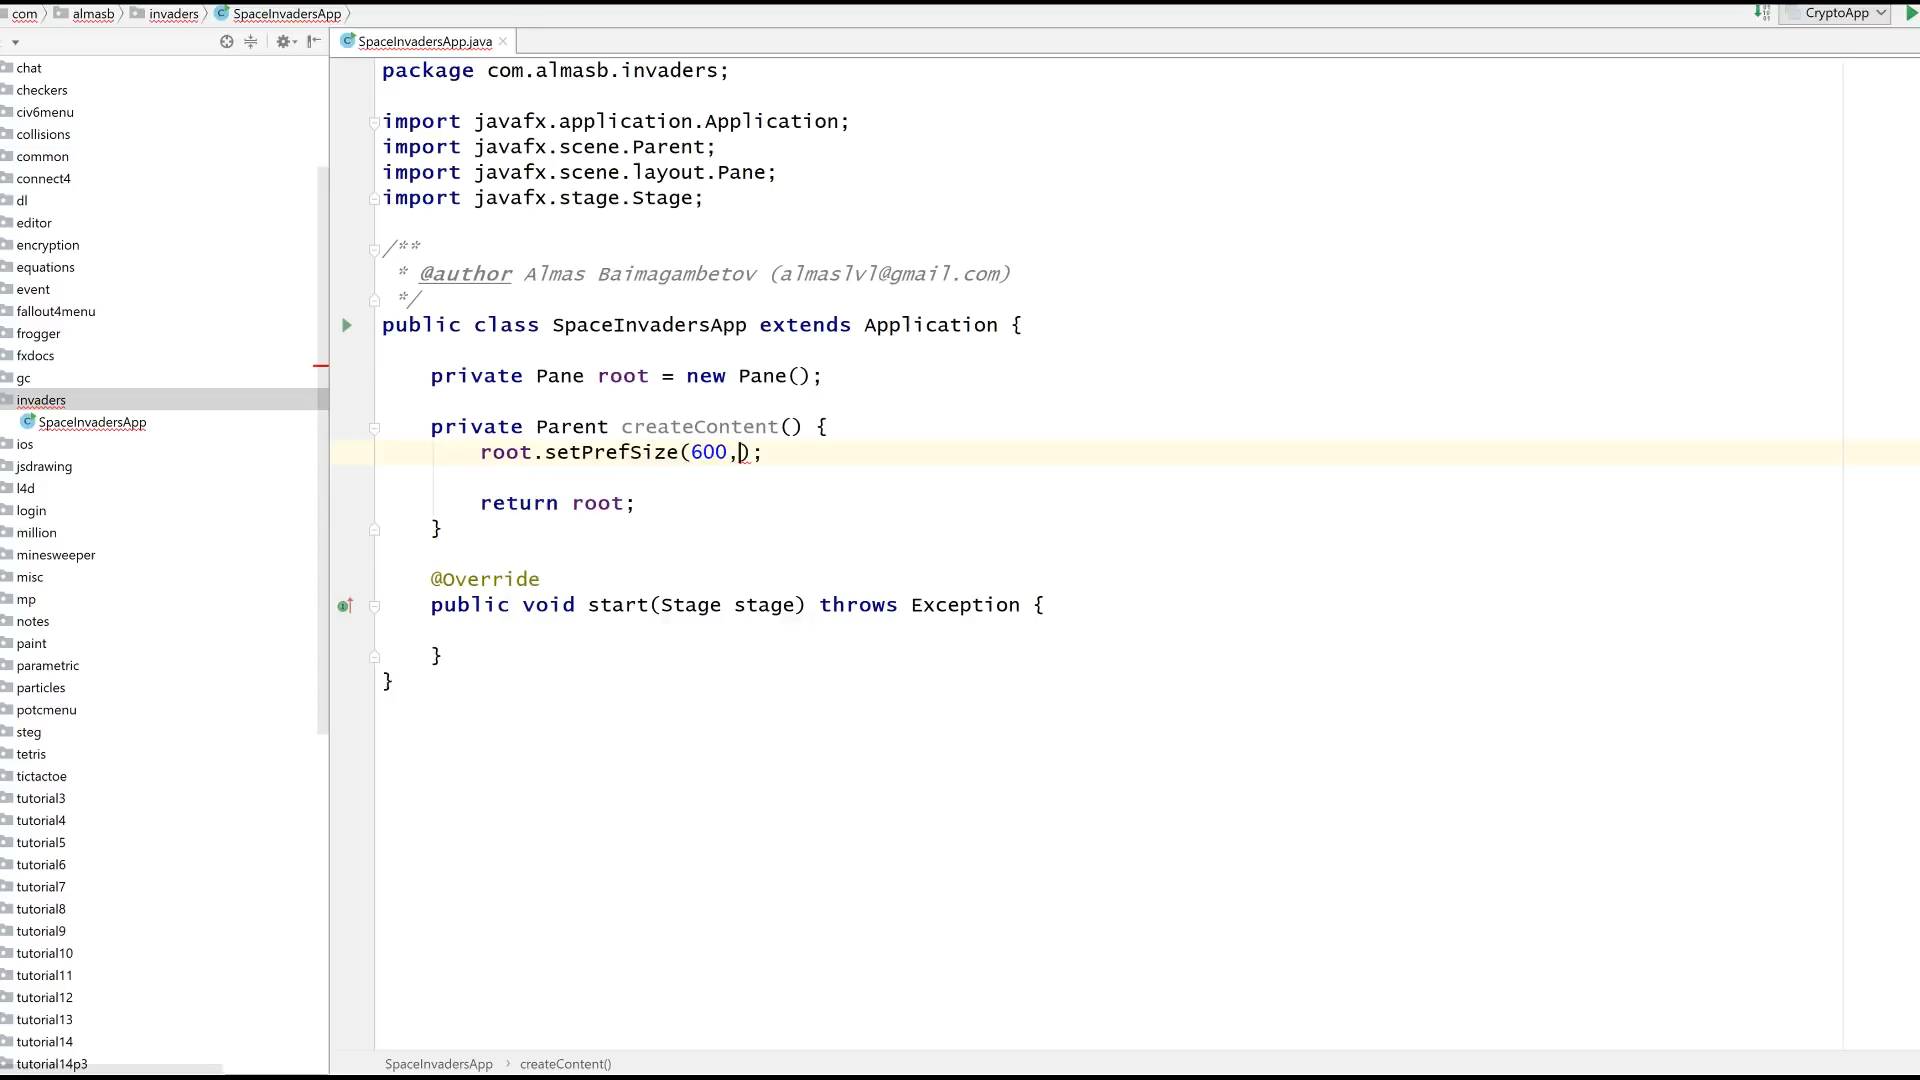 com almasb invaders SpaceInvadersApp
CryptoApp
SpaceInvadersApp.java
chat
checkers
civ6menu
collisions
common
connect4
dl
editor
encryption
equations
event
fallout4menu
frogger
fxdocs
gc
invaders
SpaceInvadersApp
ios
jsdrawing
l4d
login
million
minesweeper
misc
mp
notes
paint
parametric
particles
potcmenu
steg
tetris
tictactoe
tutorial3
tutorial4
tutorial5
tutorial6
tutorial7
tutorial8
tutorial9
tutorial10
tutorial11
tutorial12
tutorial13
tutorial14
tutorial14p3
package com.almasb.invaders;
import javafx.application.Application;
import javafx.scene.Parent;
import javafx.scene.layout.Pane;
import javafx.stage.Stage;
/**
* @author Almas Baimagambetov (almaslvl@gmail.com)
*/
public class SpaceInvadersApp extends Application {
private Pane root = new Pane();
private Parent createContent() {
root.setPrefSize(600,);
return root;
}
@Override
public void start(Stage stage) throws Exception {
}
}
SpaceInvadersApp › createContent()